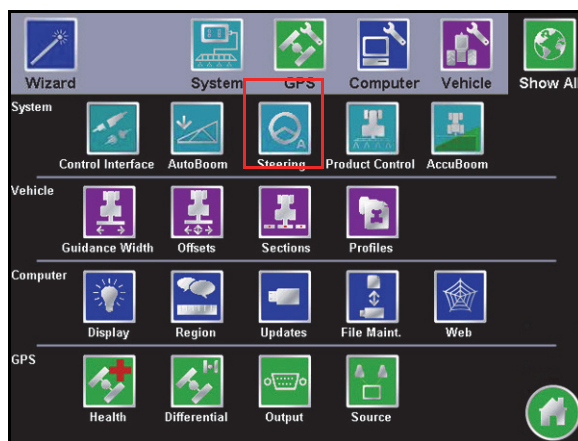 Wizard System GPS Computer Vehicle Show All
System
Control Interface AutoBoom Steering Product Control AccuBoom
Vehicle
Guidance Width Offsets Sections Profiles
Computer
Display Region Updates File Maint. Web
GPS
Health Differential Output Source